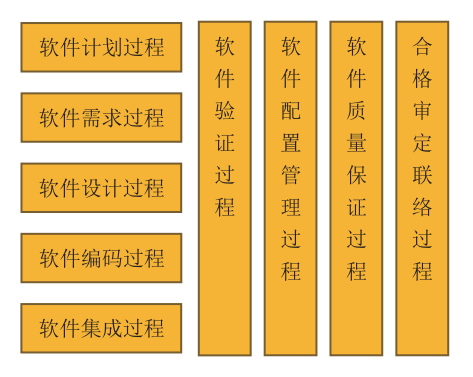 软件计划过程
软件需求过程
软件设计过程
软件编码过程
软件集成过程
软件验证过程
软件配置管理过程
软件质量保证过程
合格审定联络过程